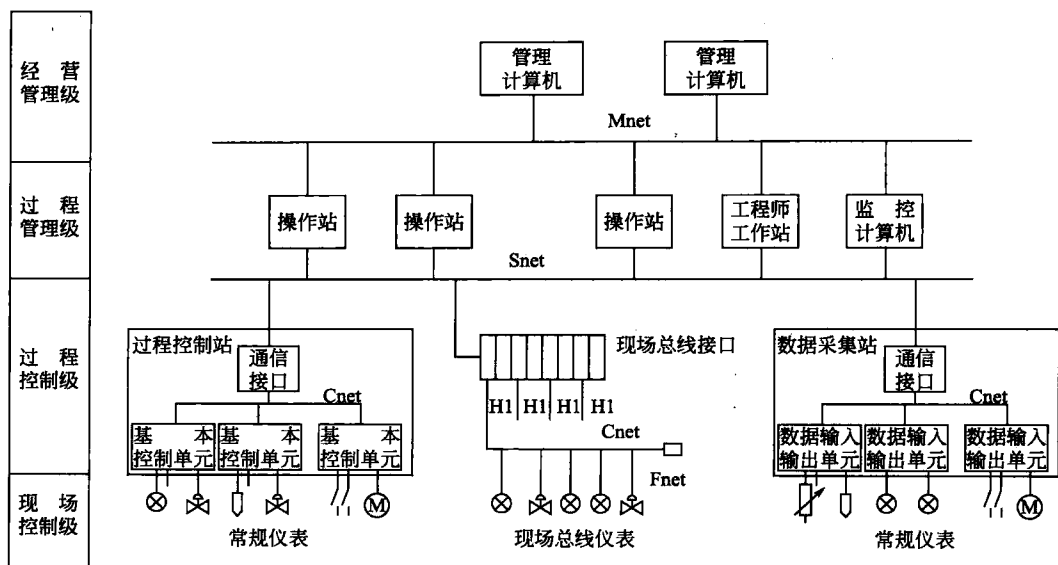 经 营
管理级
管理
计算机
管理
计算机
Mnet
过 程
管理级
操作站
操作站
操作站
工程师
工作站
监 控
计算机
Snet
过 程
控制级
过程控制站
通信
接口
Cnet
基 本
控制单元
基 本
控制单元
基 本
控制单元
现场总线接口
H1
H1
H1
H1
Cnet
Fnet
数据采集站
通信
接口
Cnet
数据输入
输出单元
数据输入
输出单元
数据输入
输出单元
现 场
控制级
M
常规仪表
现场总线仪表
M
常规仪表